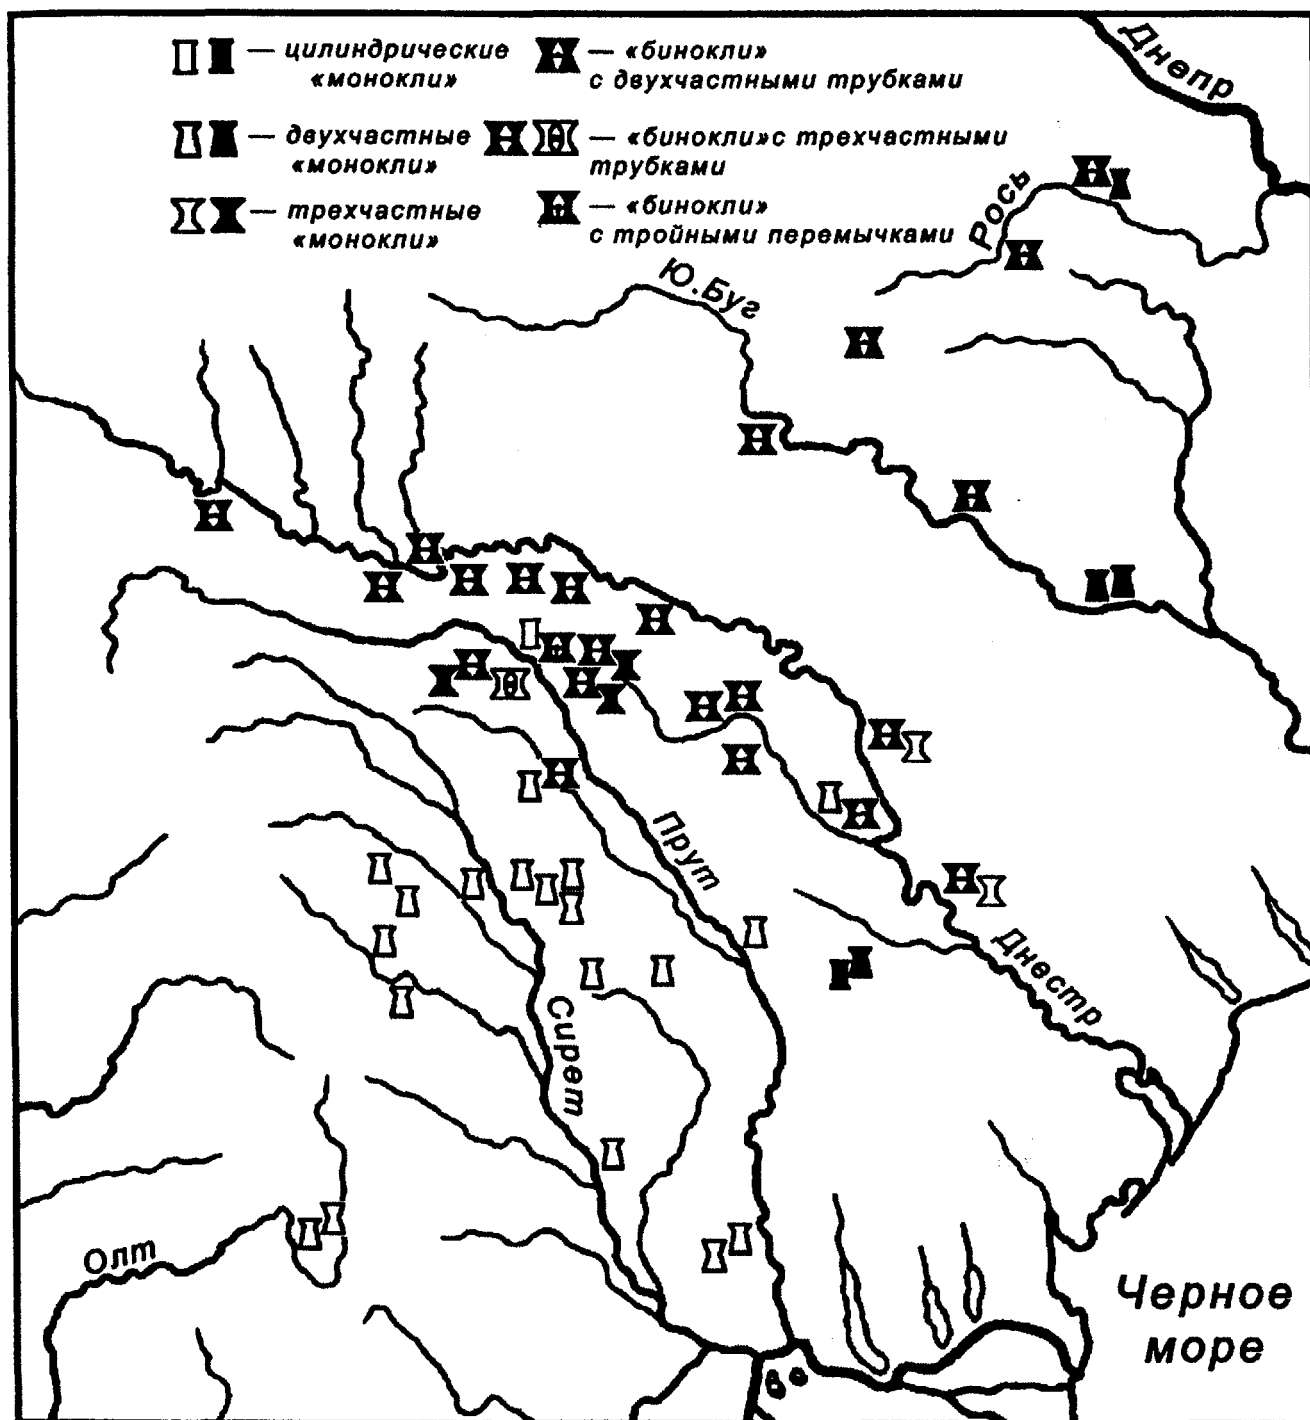 — цилиндрические
«монокли»
— «бинокли»
с двухчастными трубками
— двухчастные
«монокли»
— «бинокли»с трехчастными
трубками
— трехчастные
«монокли»
— «бинокли»
с тройными перемычками
Днепр
Рось
Ю.Буг
Прут
Днестр
Сирет
Олт
Черное
море